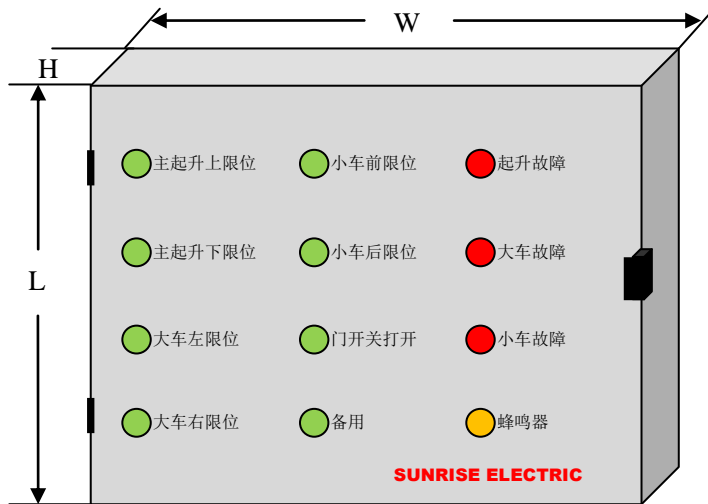 W
H
主起升上限位 小车前限位 起升故障
主起升下限位 小车后限位 大车故障
L
大车左限位 门开关打开 小车故障
大车右限位 备用 蜂鸣器
SUNRISE ELECTRIC